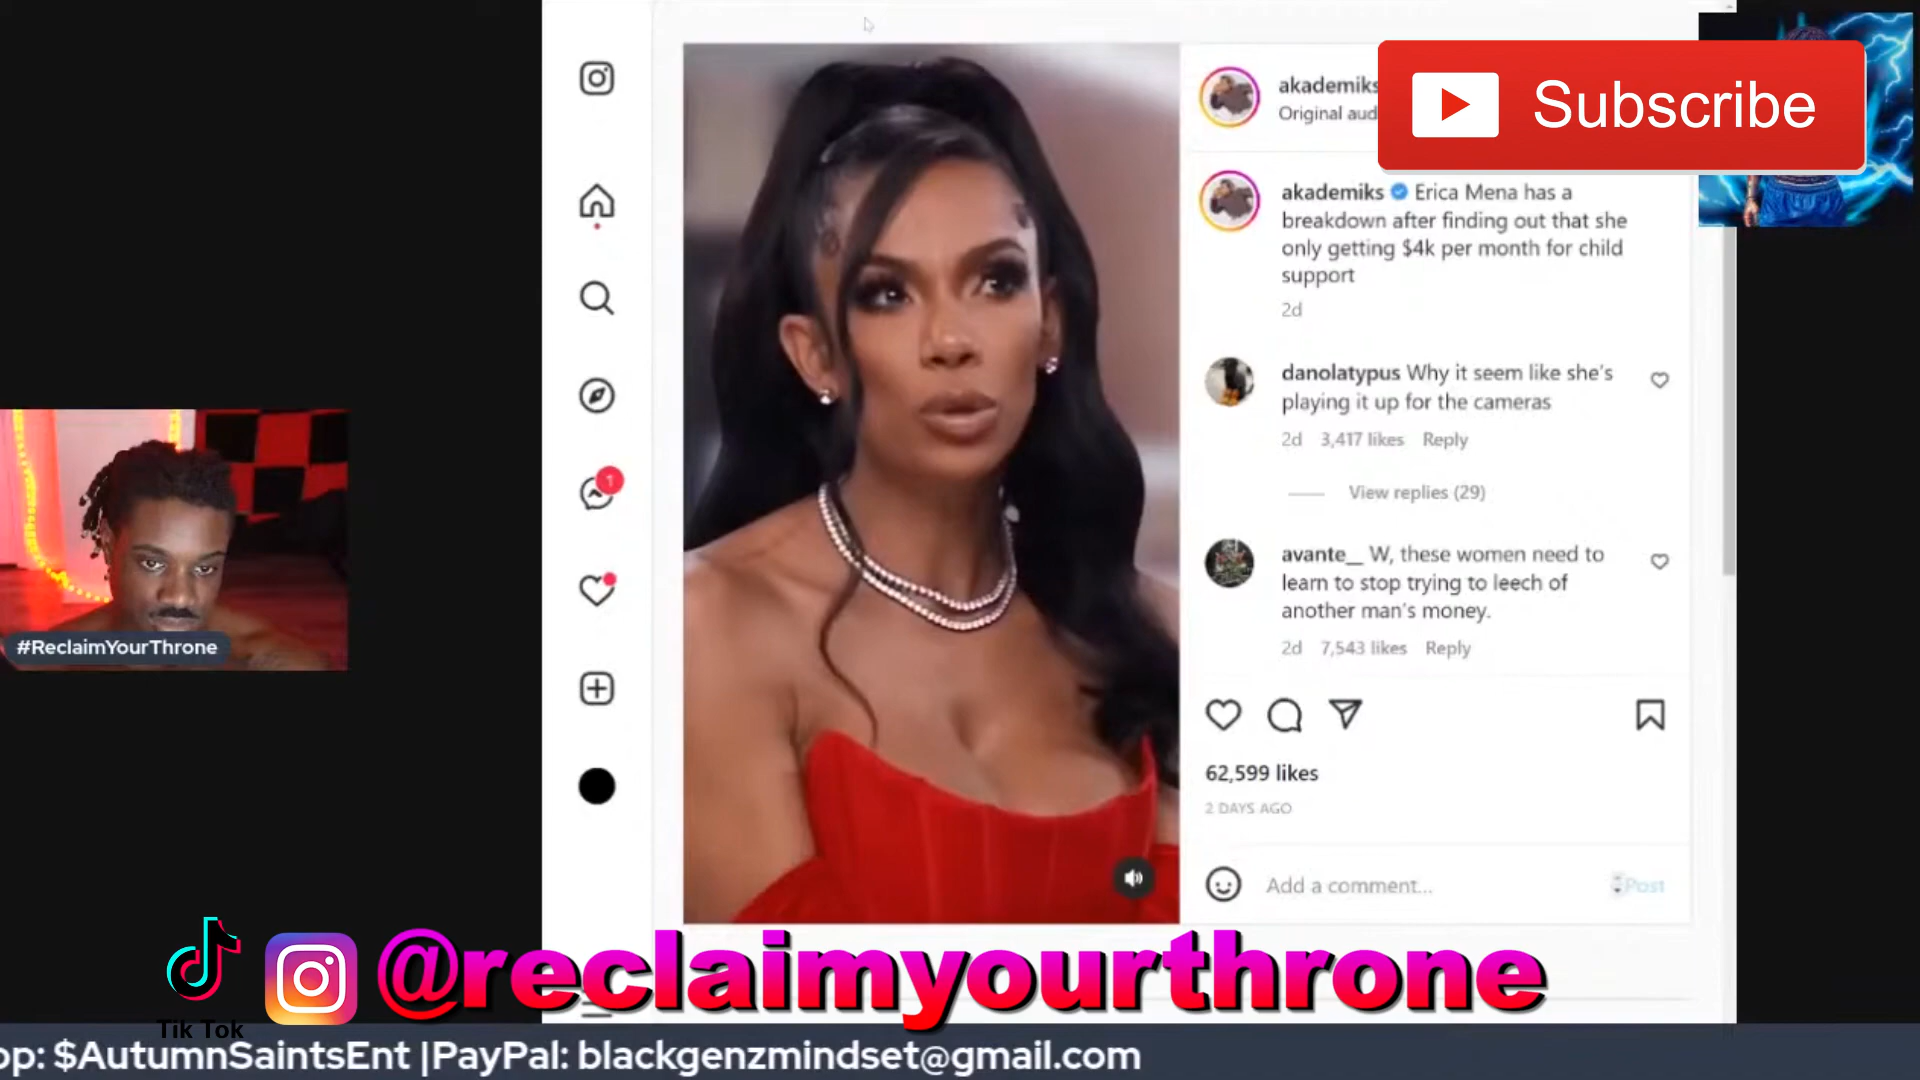 akademiks
Original aud
Subscribe
akademiks Erica Mena has a
breakdown after finding out that she
only getting $4k per month for child
support
2d
danolatypus Why it seem like she's
playing it up for the cameras
2d 3,417 likes Reply
View replies (29)
avante__ W, these women need to
learn to stop trying to leech of
another man's money.
2d 7,543 likes Reply
62,599 likes
2 DAYS AGO
Add a comment... Post
1
#ReclaimYourThrone
Tik Tok
@reclaimyourthrone
op: $AutumnSaintsEnt |PayPal: blackgenzmindset@gmail.com